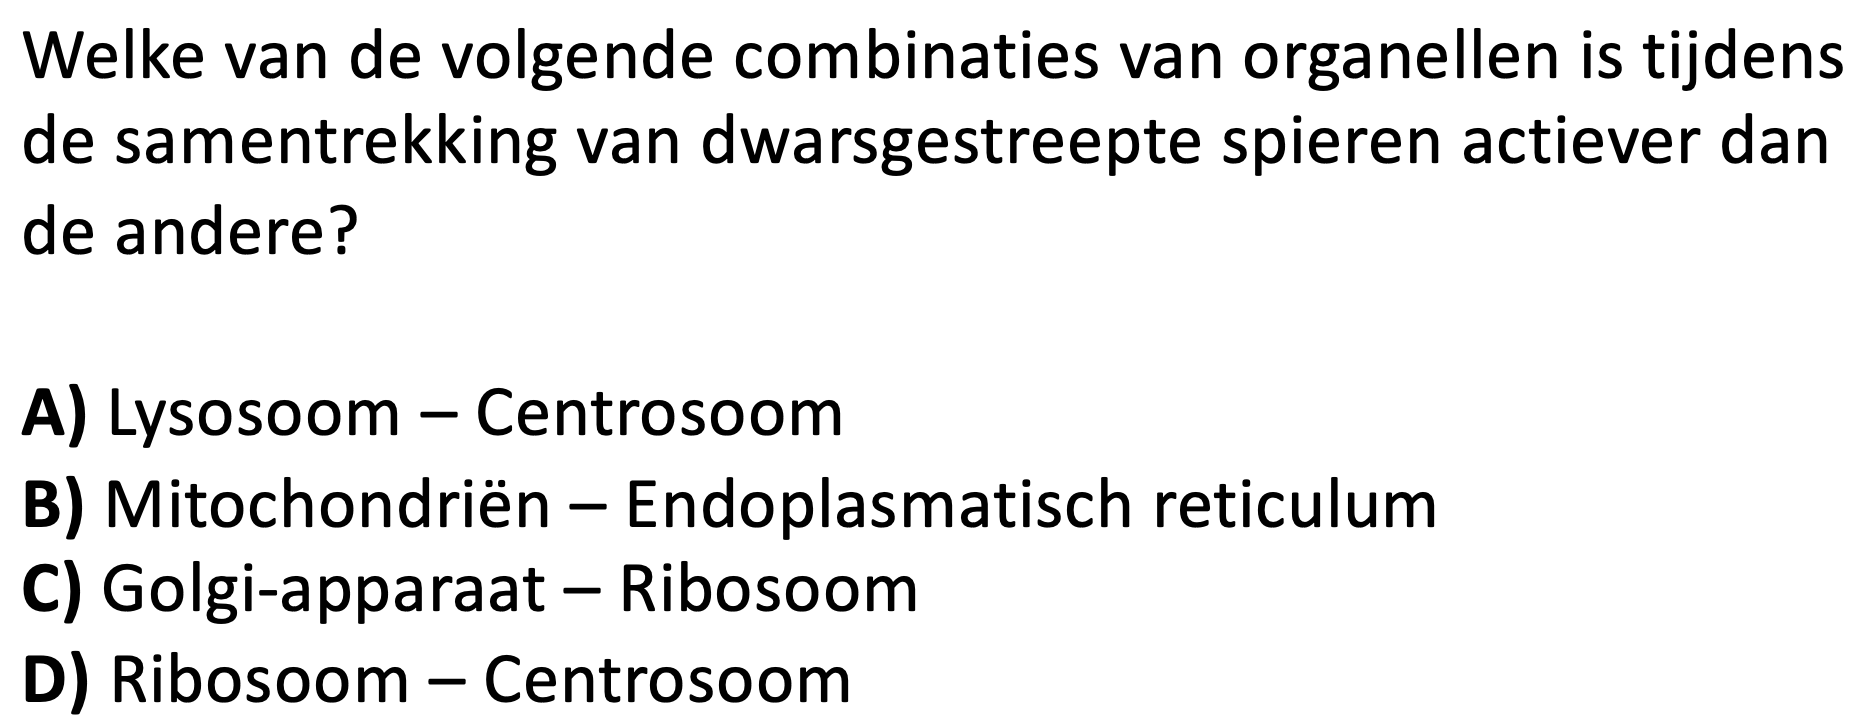 Welke van de volgende combinaties van organellen is tijdens
de samentrekking van dwarsgestreepte spieren actiever dan
de andere?
A) Lysosoom – Centrosoom
B) Mitochondriën – Endoplasmatisch reticulum
C) Golgi-apparaat – Ribosoom
D) Ribosoom – Centrosoom